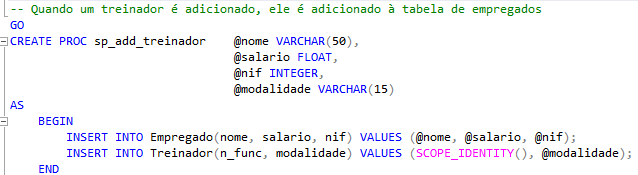 -- Quando um treinador é adicionado, ele é adicionado à tabela de empregados
GO
CREATE PROC sp_add_treinador @nome VARCHAR(50),
@salario FLOAT,
@nif INTEGER,
@modalidade VARCHAR(15)
AS
BEGIN
INSERT INTO Empregado(nome, salario, nif) VALUES (@nome, @salario, @nif);
INSERT INTO Treinador(n_func, modalidade) VALUES (SCOPE_IDENTITY(), @modalidade);
END